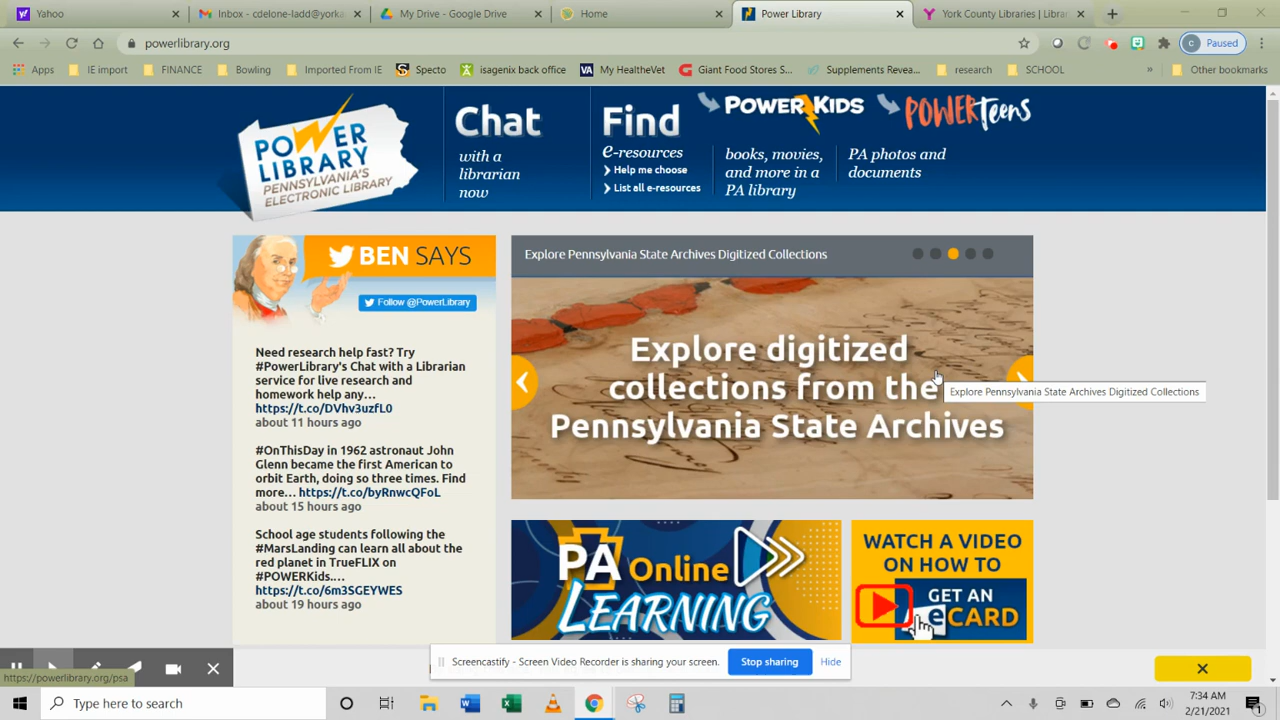 Yahoo
Inbox - cdelone-ladd@yorke
My Drive - Google Drive
Home
Power Library
York County Libraries | Librar
powerlibrary.org
Paused
Apps
IE import
FINANCE
Bowling
Imported From IE
Specto
isagenix back office
My HealtheVet
Giant Food Stores S...
Supplements Revea...
research
SCHOOL
Other bookmarks
POWER
LIBRARY
PENNSYLVANIA'S
ELECTRONIC LIBRARY
Chat
with a
librarian
now
Find
e-resources
Help me choose
List all e-resources
POWER KIDS
books, movies,
and more in a
PA library
POWER Teens
PA photos and
documents
BEN SAYS
Follow @PowerLibrary
Need research help fast? Try
#PowerLibrary's Chat with a Librarian
service for live research and
homework help any…
https://t.co/DVhv3uzfL0
about 11 hours ago
#OnThisDay in 1962 astronaut John
Glenn became the first American to
orbit Earth, doing so three times. Find
more… https://t.co/byRnwcQFoL
about 15 hours ago
School age students following the
#MarsLanding can learn all about the
red planet in TrueFLIX on
#POWERKids.…
https://t.co/6m3SGEYWES
about 19 hours ago
Explore Pennsylvania State Archives Digitized Collections
Explore digitized
collections from the
Pennsylvania State Archives
Explore Pennsylvania State Archives Digitized Collections
PA Online
LEARNING
WATCH A VIDEO
ON HOW TO
GET AN
eCARD
Screencastify - Screen Video Recorder is sharing your screen.
Stop sharing
Hide
https://powerlibrary.org/psa
Type here to search
7:34 AM
2/21/2021
1